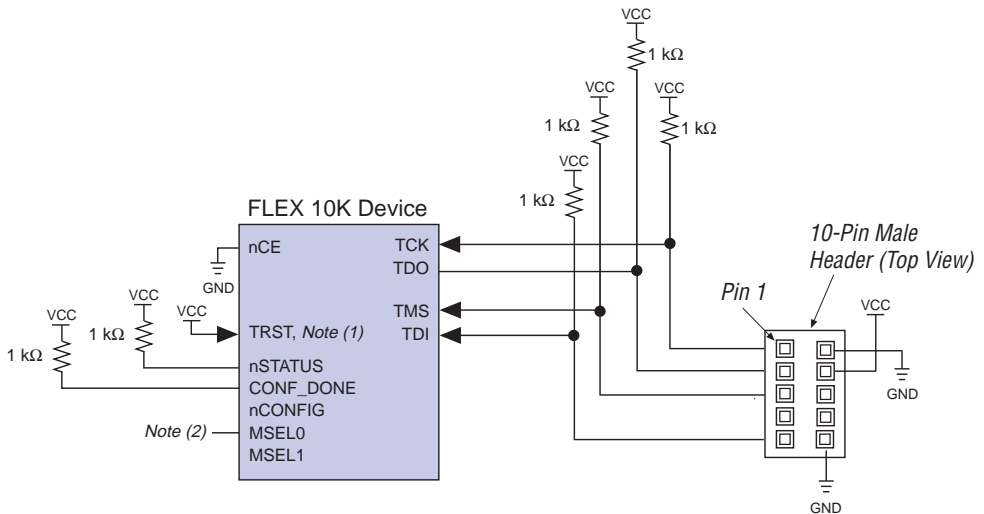 VCC
1 kΩ
VCC
1 kΩ
VCC
1 kΩ
VCC
1 kΩ
FLEX 10K Device
nCE
GND
TCK
TDO
TMS
TDI
VCC
TRST, Note (1)
VCC
1 kΩ
VCC
1 kΩ
nSTATUS
CONF_DONE
nCONFIG
Note (2)
MSEL0
MSEL1
10-Pin Male
Header (Top View)
Pin 1
VCC
GND
GND